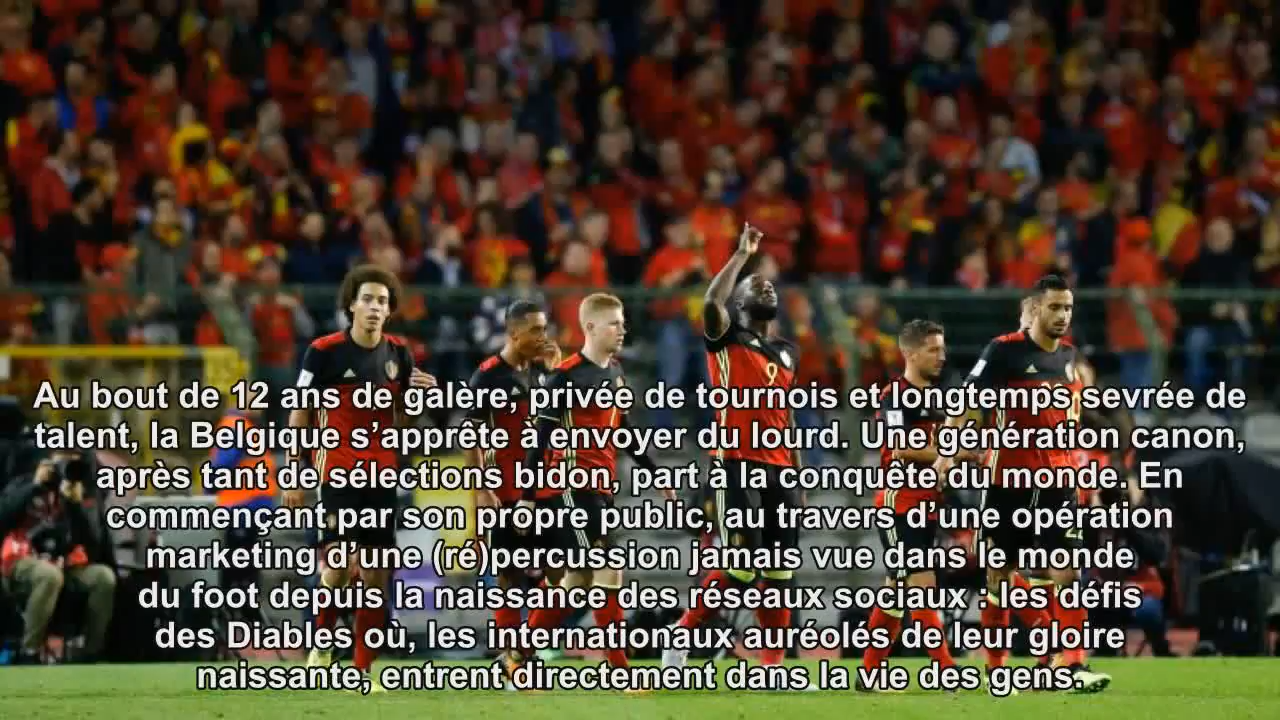 Au bout de 12 ans de galère, privée de tournois et longtemps sevrée de
talent, la Belgique s’apprête à envoyer du lourd. Une génération canon,
après tant de sélections bidon, part à la conquête du monde. En
commençant par son propre public, au travers d’une opération
marketing d’une (ré)percussion jamais vue dans le monde
du foot depuis la naissance des réseaux sociaux : les défis
des Diables où, les internationaux auréolés de leur gloire
naissante, entrent directement dans la vie des gens.
9